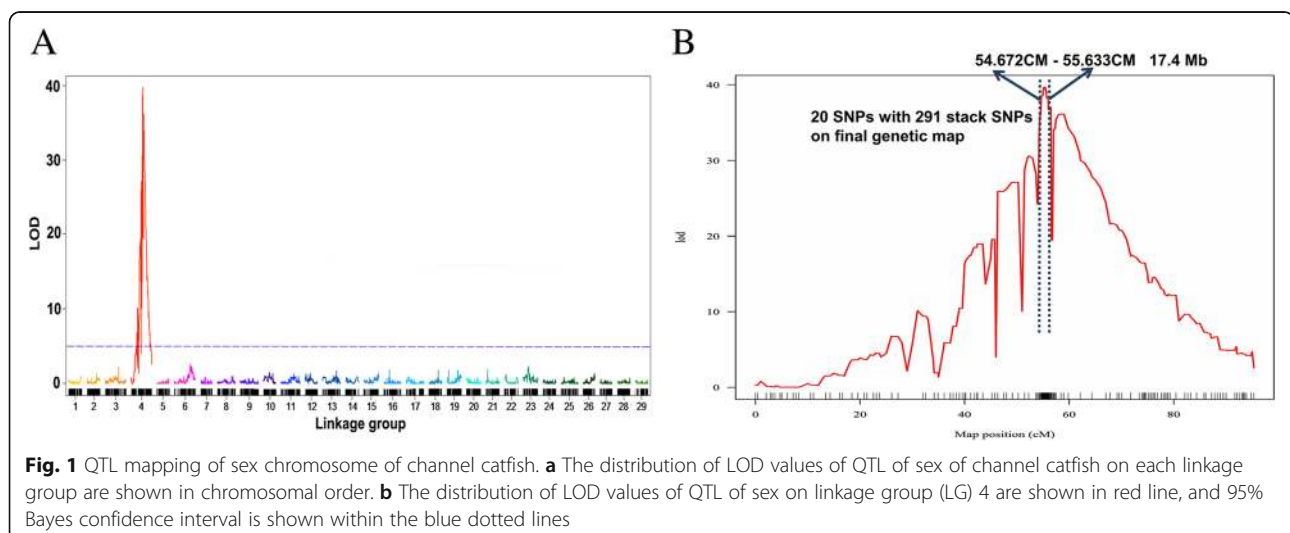 A
LOD
40
30
20
10
0
1 2 3 4 5 6 7 8 9 10 11 12 13 14 15 16 17 18 19 20 21 22 23 24 25 26 27 28 29
Linkage group
B
54.672CM - 55.633CM 17.4 Mb
20 SNPs with 291 stack SNPs
on final genetic map
lod
40
30
20
10
0
0 20 40 60 80
Map position (cM)
Fig. 1 QTL mapping of sex chromosome of channel catfish. a The distribution of LOD values of QTL of sex of channel catfish on each linkage
group are shown in chromosomal order. b The distribution of LOD values of QTL of sex on linkage group (LG) 4 are shown in red line, and 95%
Bayes confidence interval is shown within the blue dotted lines